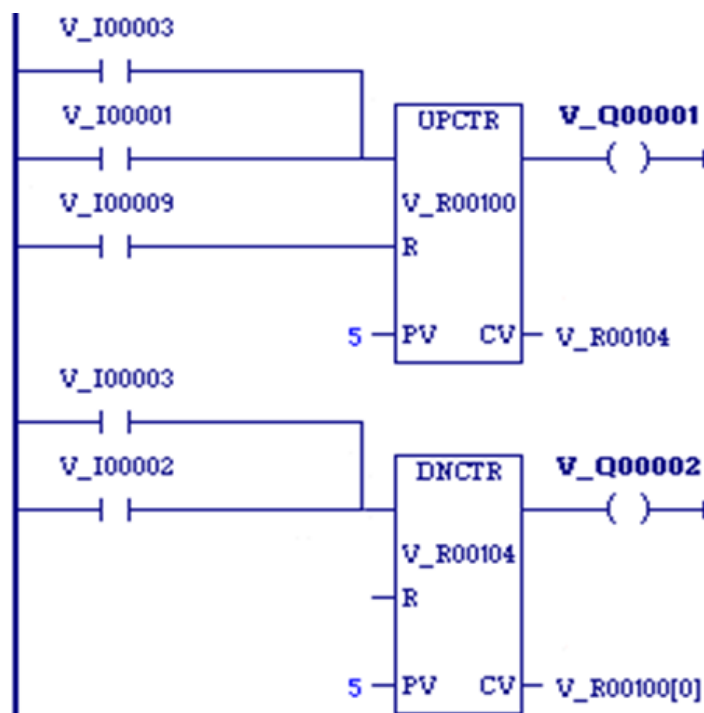 V_I00003
V_I00001
UPCTR
V_Q00001
V_I00009
V_R00100
R
5
PV
CV
V_R00104
V_I00003
V_I00002
DNCTR
V_Q00002
V_R00104
R
5
PV
CV
V_R00100[0]